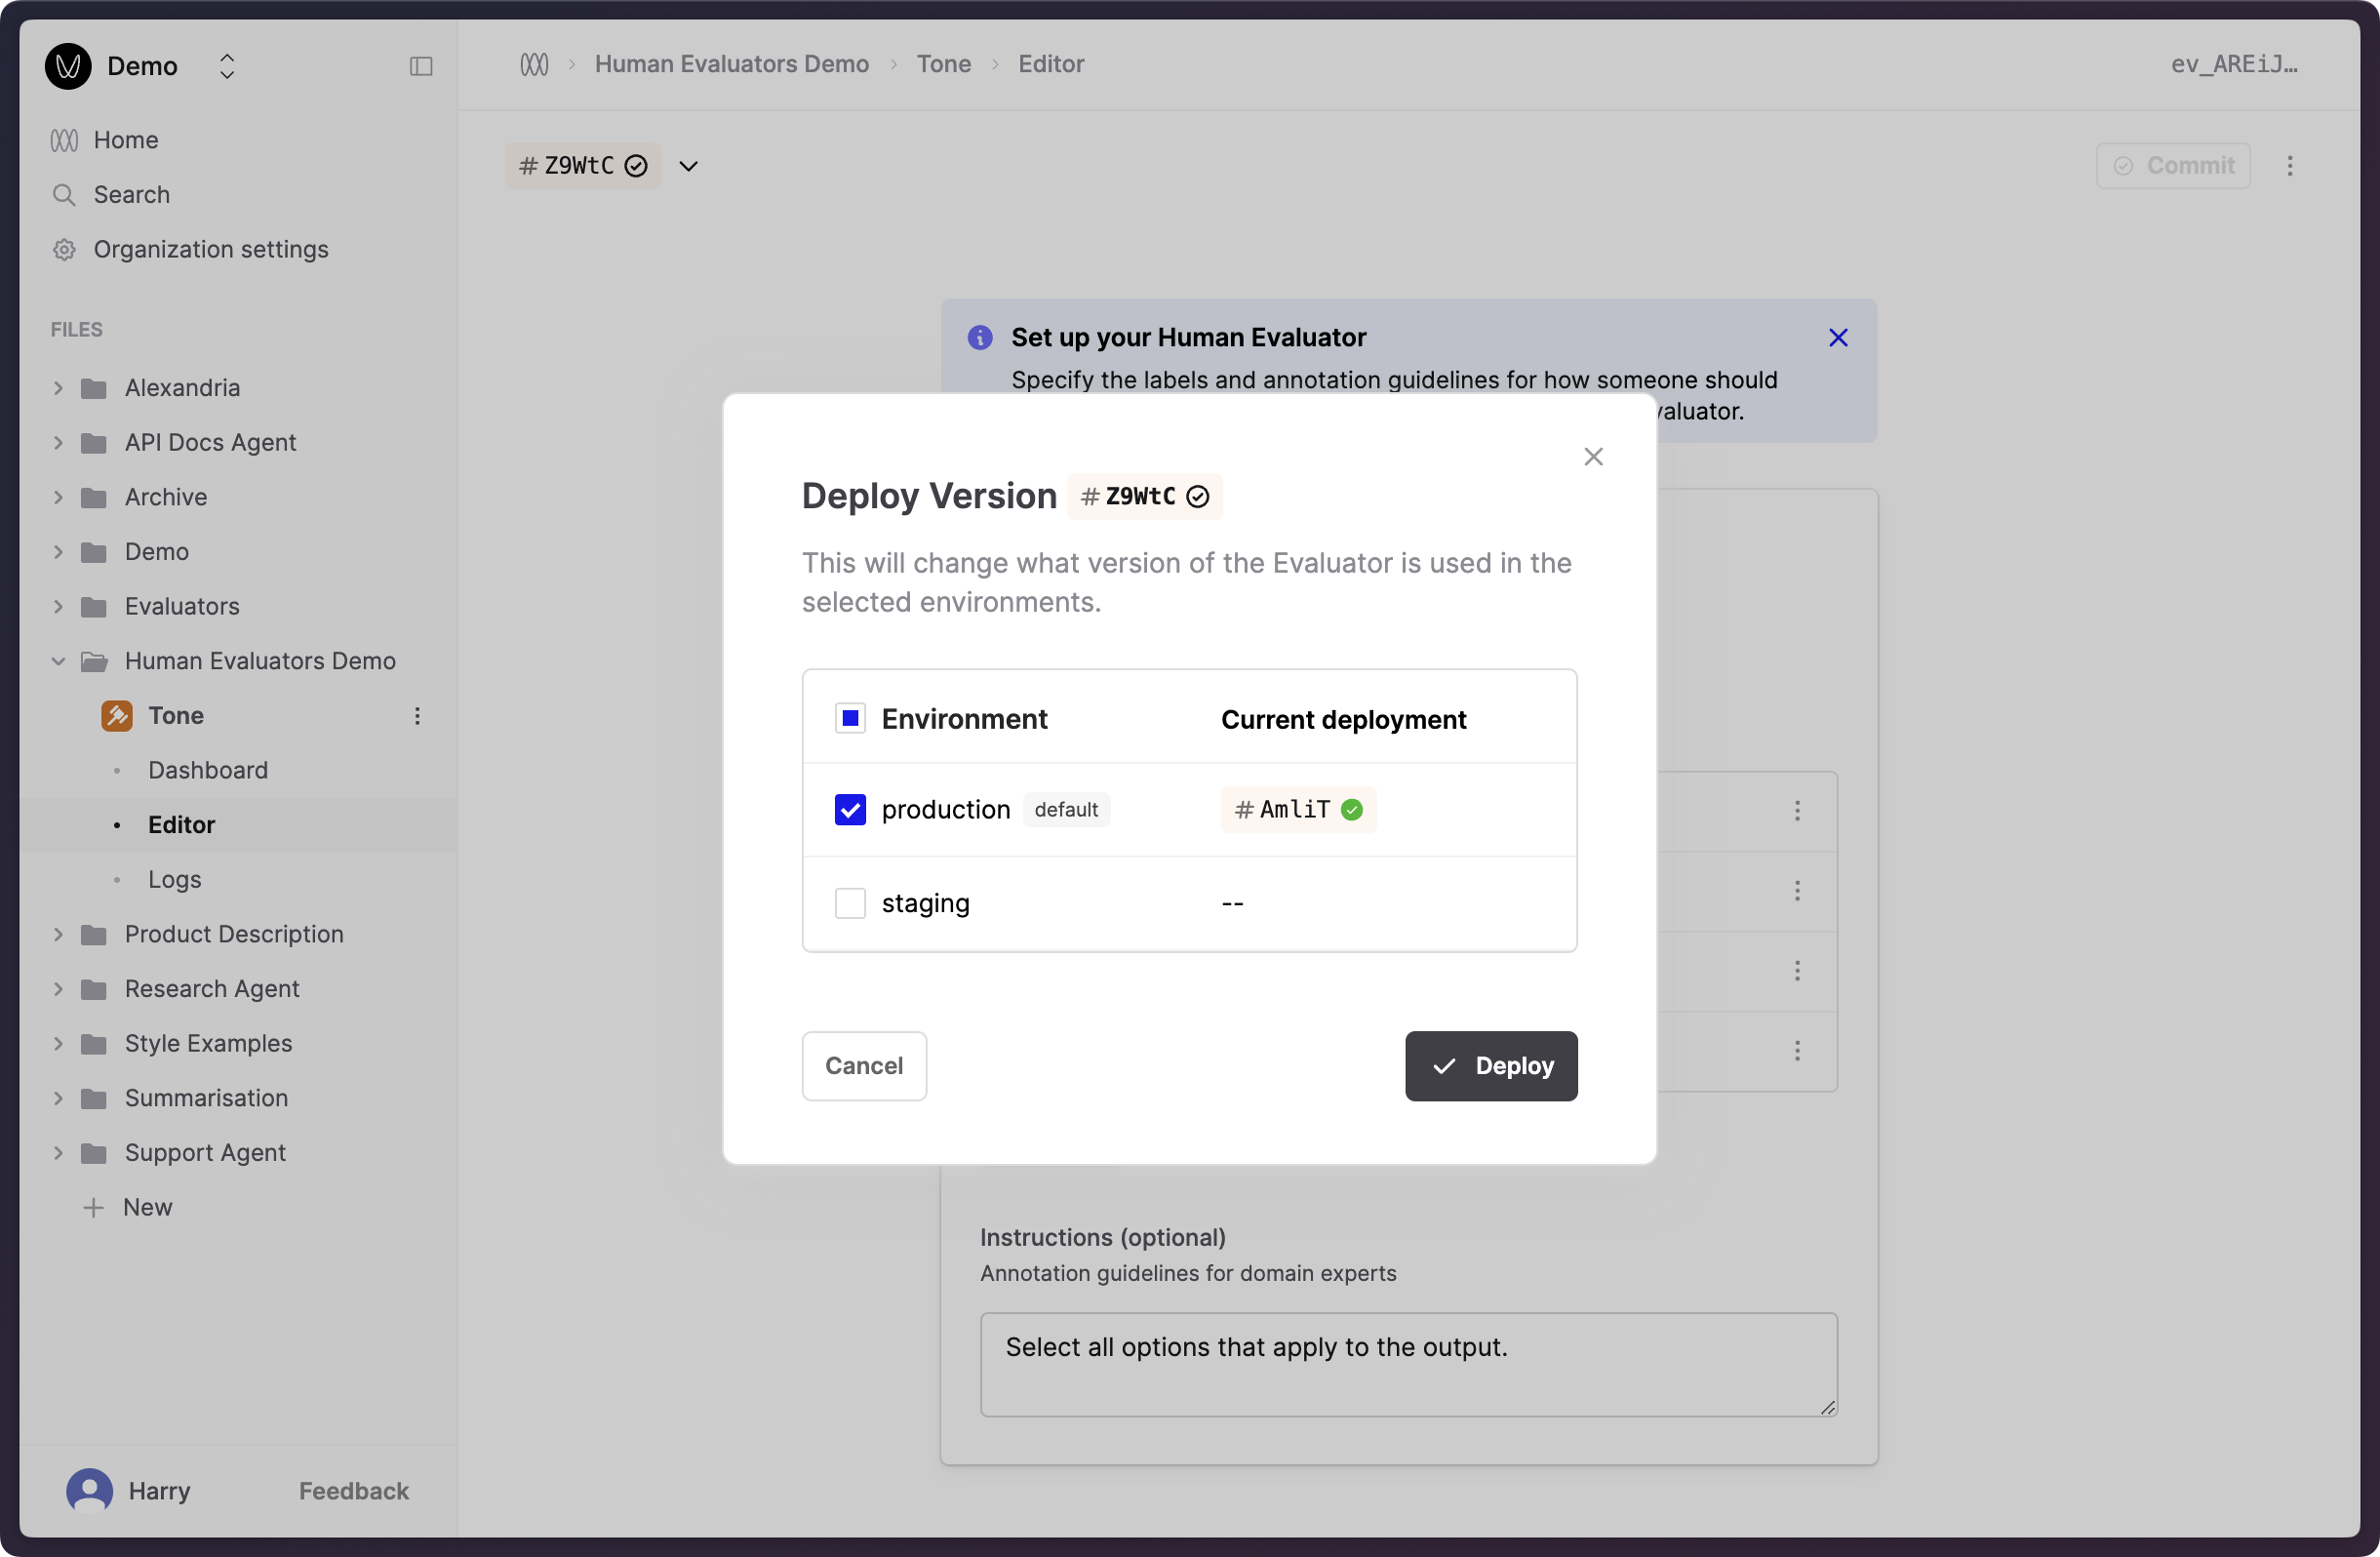 Demo
Human Evaluators Demo
Tone
Editor
ev_AREiJ…
Home
Search
Organization settings
# Z9WtC
Commit
FILES
Alexandria
API Docs Agent
Archive
Demo
Evaluators
Human Evaluators Demo
Tone
Dashboard
Editor
Logs
Product Description
Research Agent
Style Examples
Summarisation
Support Agent
New
Harry
Feedback
Set up your Human Evaluator
Specify the labels and annotation guidelines for how someone should
Deploy Version # Z9WtC
This will change what version of the Evaluator is used in the
selected environments.
Environment Current deployment
production default # AmliT
staging --
Cancel
Deploy
Instructions (optional)
Annotation guidelines for domain experts
Select all options that apply to the output.